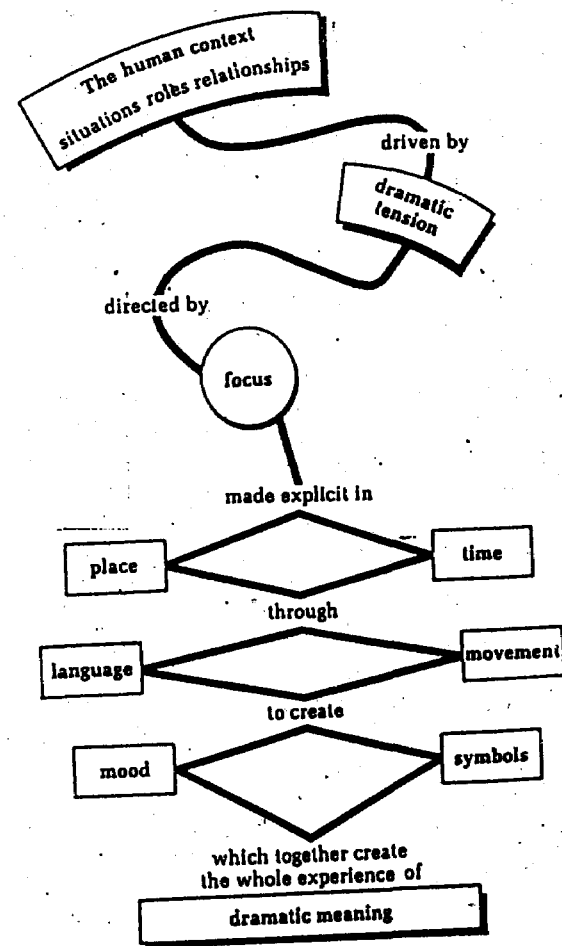 The human context
situations roles relationships
driven by
dramatic
tension
directed by
focus
made explicit in
place
time
through
language
movement
to create
mood
symbols
which together create
the whole experience of
dramatic meaning